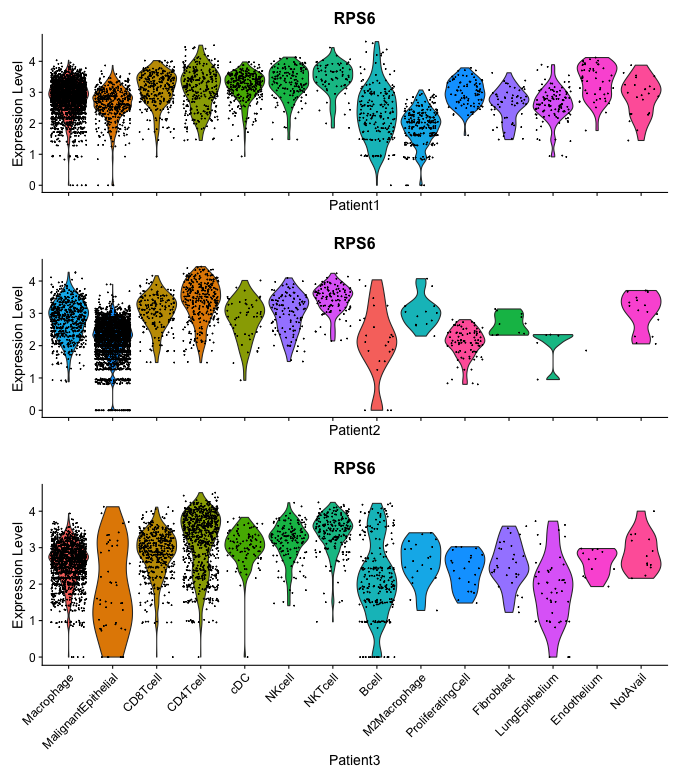 RPS6
Expression Level
4
3
2
1
0
Patient1
RPS6
Expression Level
4
3
2
1
0
Patient2
RPS6
Expression Level
4
3
2
1
0
Macrophage
MalignantEpithelial
CD8Tcell
CD4Tcell
cDC
NKcell
NKTcell
Bcell
M2Macrophage
ProliferatingCell
Fibroblast
LungEpithelium
Endothelium
NotAvail
Patient3